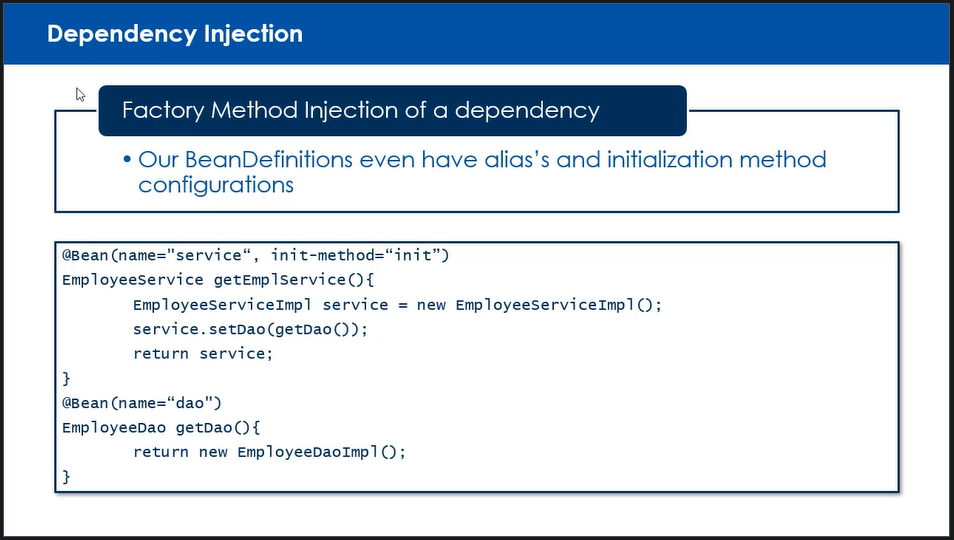 Dependency Injection
Factory Method Injection of a dependency
• Our BeanDefinitions even have alias's and initialization method
configurations
@Bean(name="service“, init-method=“init”)
EmployeeService getEmplService(){
EmployeeServiceImpl service = new EmployeeServiceImpl();
service.setDao(getDao());
return service;
}
@Bean(name=“dao")
EmployeeDao getDao(){
return new EmployeeDaoImpl();
}